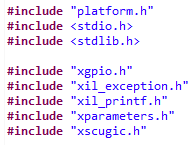 #include "platform.h"
#include <stdio.h>
#include <stdlib.h>
#include "xgpio.h"
#include "xil_exception.h"
#include "xil_printf.h"
#include "xparameters.h"
#include "xscugic.h"